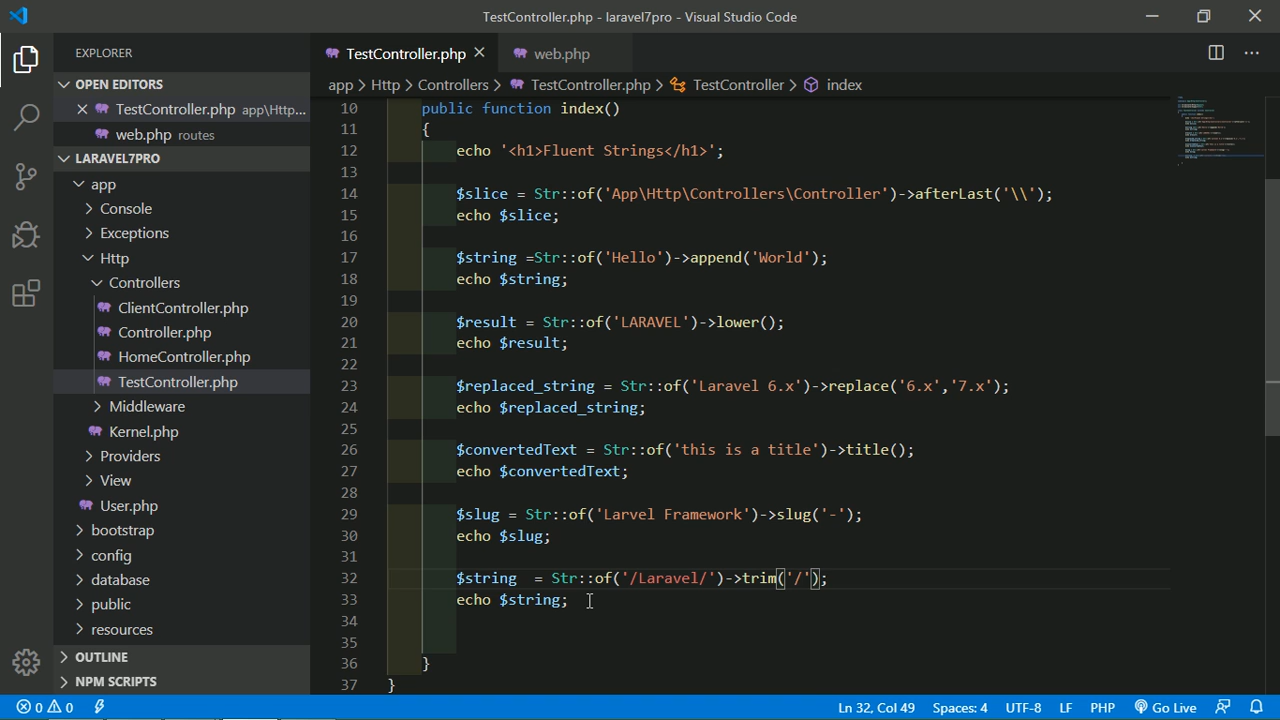 TestController.php - laravel7pro - Visual Studio Code
EXPLORER
OPEN EDITORS
TestController.php app\Http...
web.php routes
LARAVEL7PRO
app
Console
Exceptions
Http
Controllers
ClientController.php
Controller.php
HomeController.php
TestController.php
Middleware
Kernel.php
Providers
View
User.php
bootstrap
config
database
public
resources
OUTLINE
NPM SCRIPTS
TestController.php
web.php
app > Http > Controllers > TestController.php > TestController > index
10 public function index()
11 {
12 echo '<h1>Fluent Strings</h1>';
13
14 $slice = Str::of('App\Http\Controllers\Controller')->afterLast('\\');
15 echo $slice;
16
17 $string =Str::of('Hello')->append('World');
18 echo $string;
19
20 $result = Str::of('LARAVEL')->lower();
21 echo $result;
22
23 $replaced_string = Str::of('Laravel 6.x')->replace('6.x','7.x');
24 echo $replaced_string;
25
26 $convertedText = Str::of('this is a title')->title();
27 echo $convertedText;
28
29 $slug = Str::of('Larvel Framework')->slug('-');
30 echo $slug;
31
32 $string  = Str::of('/Laravel/')->trim('/');
33 echo $string;
34
35
36 }
37 }
0 0
Ln 32, Col 49 Spaces: 4 UTF-8 LF PHP Go Live